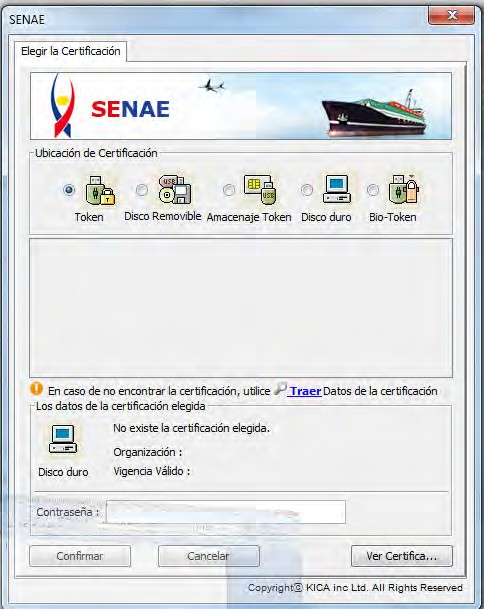 SENAE
Elegir la Certificación
SENAE
Ubicación de Certificación
Token Disco Removible Amacenaje Token Disco duro Bio-Token
En caso de no encontrar la certificación, utilice Traer Datos de la certificación
Los datos de la certificación elegida
No existe la certificación elegida.
Organización :
Disco duro Vigencia Válido :
Contraseña :
Confirmar Cancelar Ver Certifica...
Copyrightⓒ KICA inc Ltd. All Rights Reserved